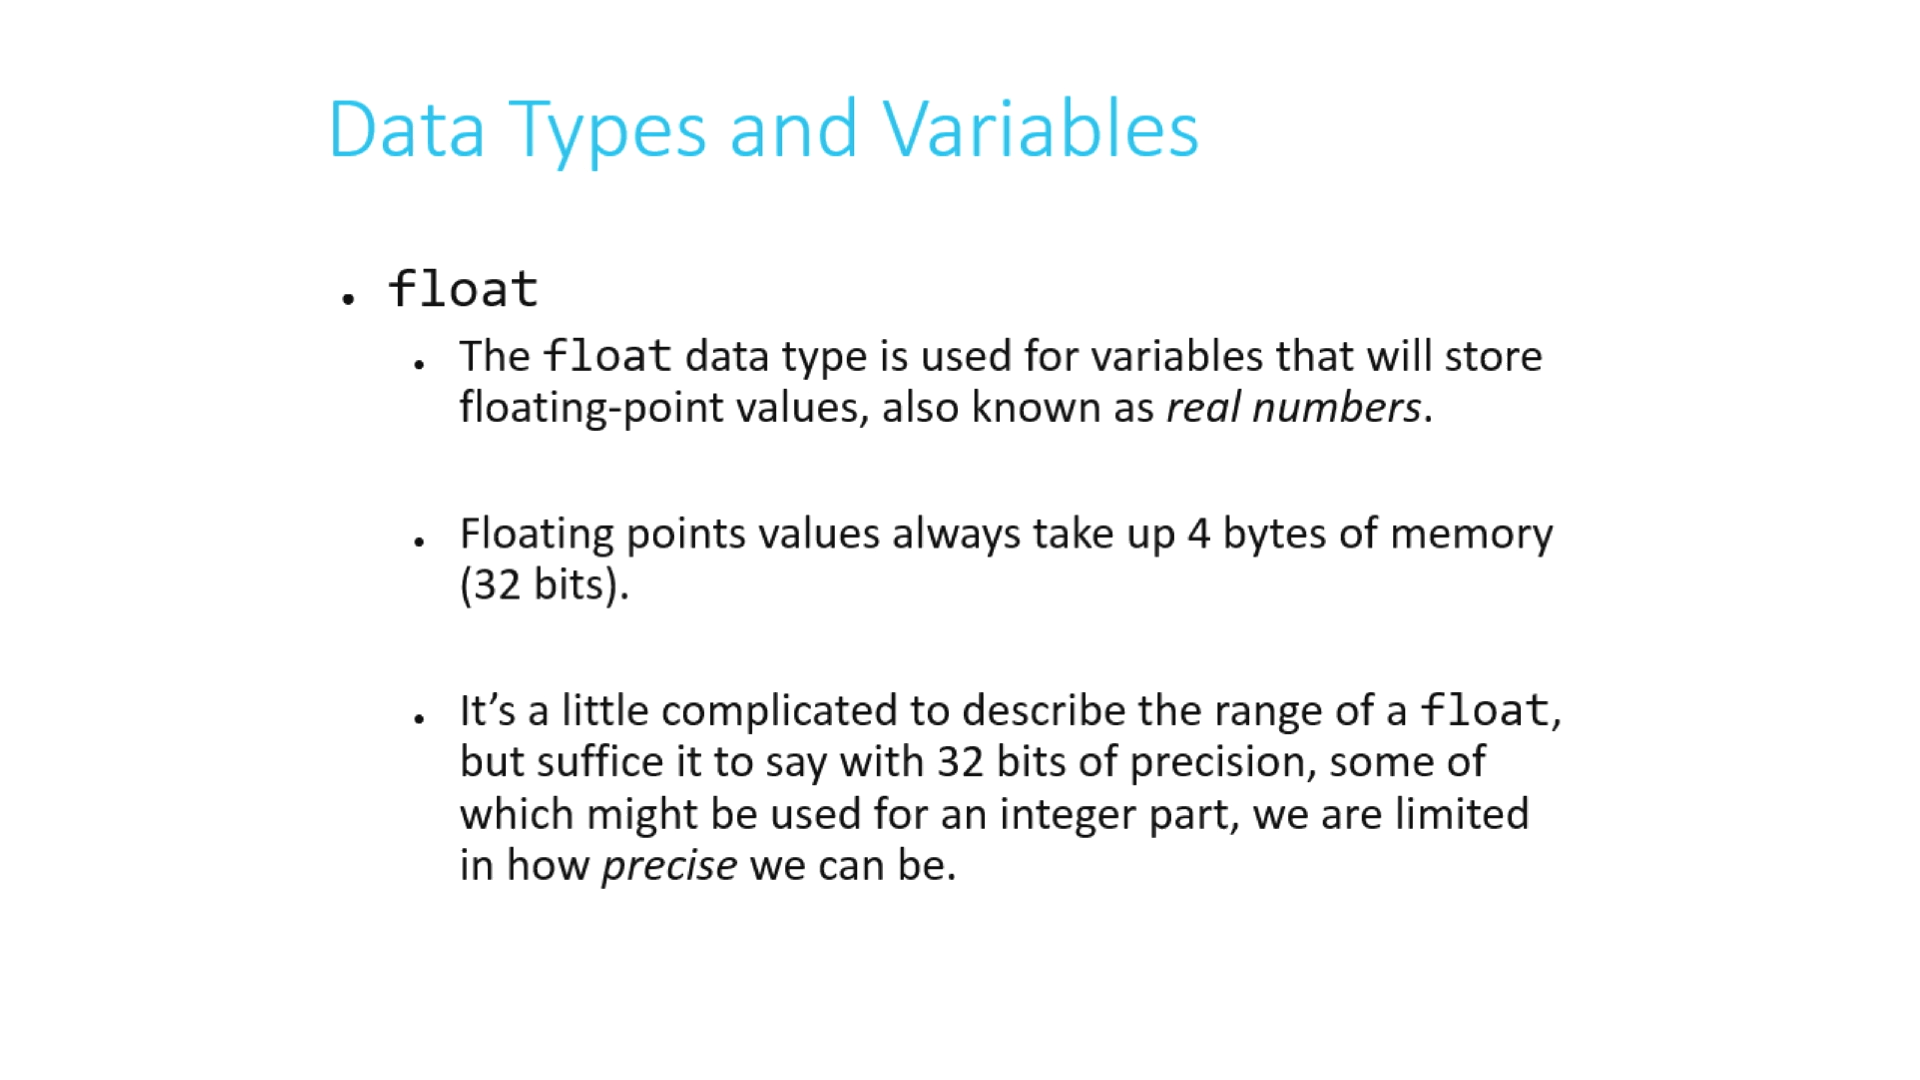 Data Types and Variables
• float
• The float data type is used for variables that will store
floating-point values, also known as real numbers.
• Floating points values always take up 4 bytes of memory
(32 bits).
• It’s a little complicated to describe the range of a float,
but suffice it to say with 32 bits of precision, some of
which might be used for an integer part, we are limited
in how precise we can be.